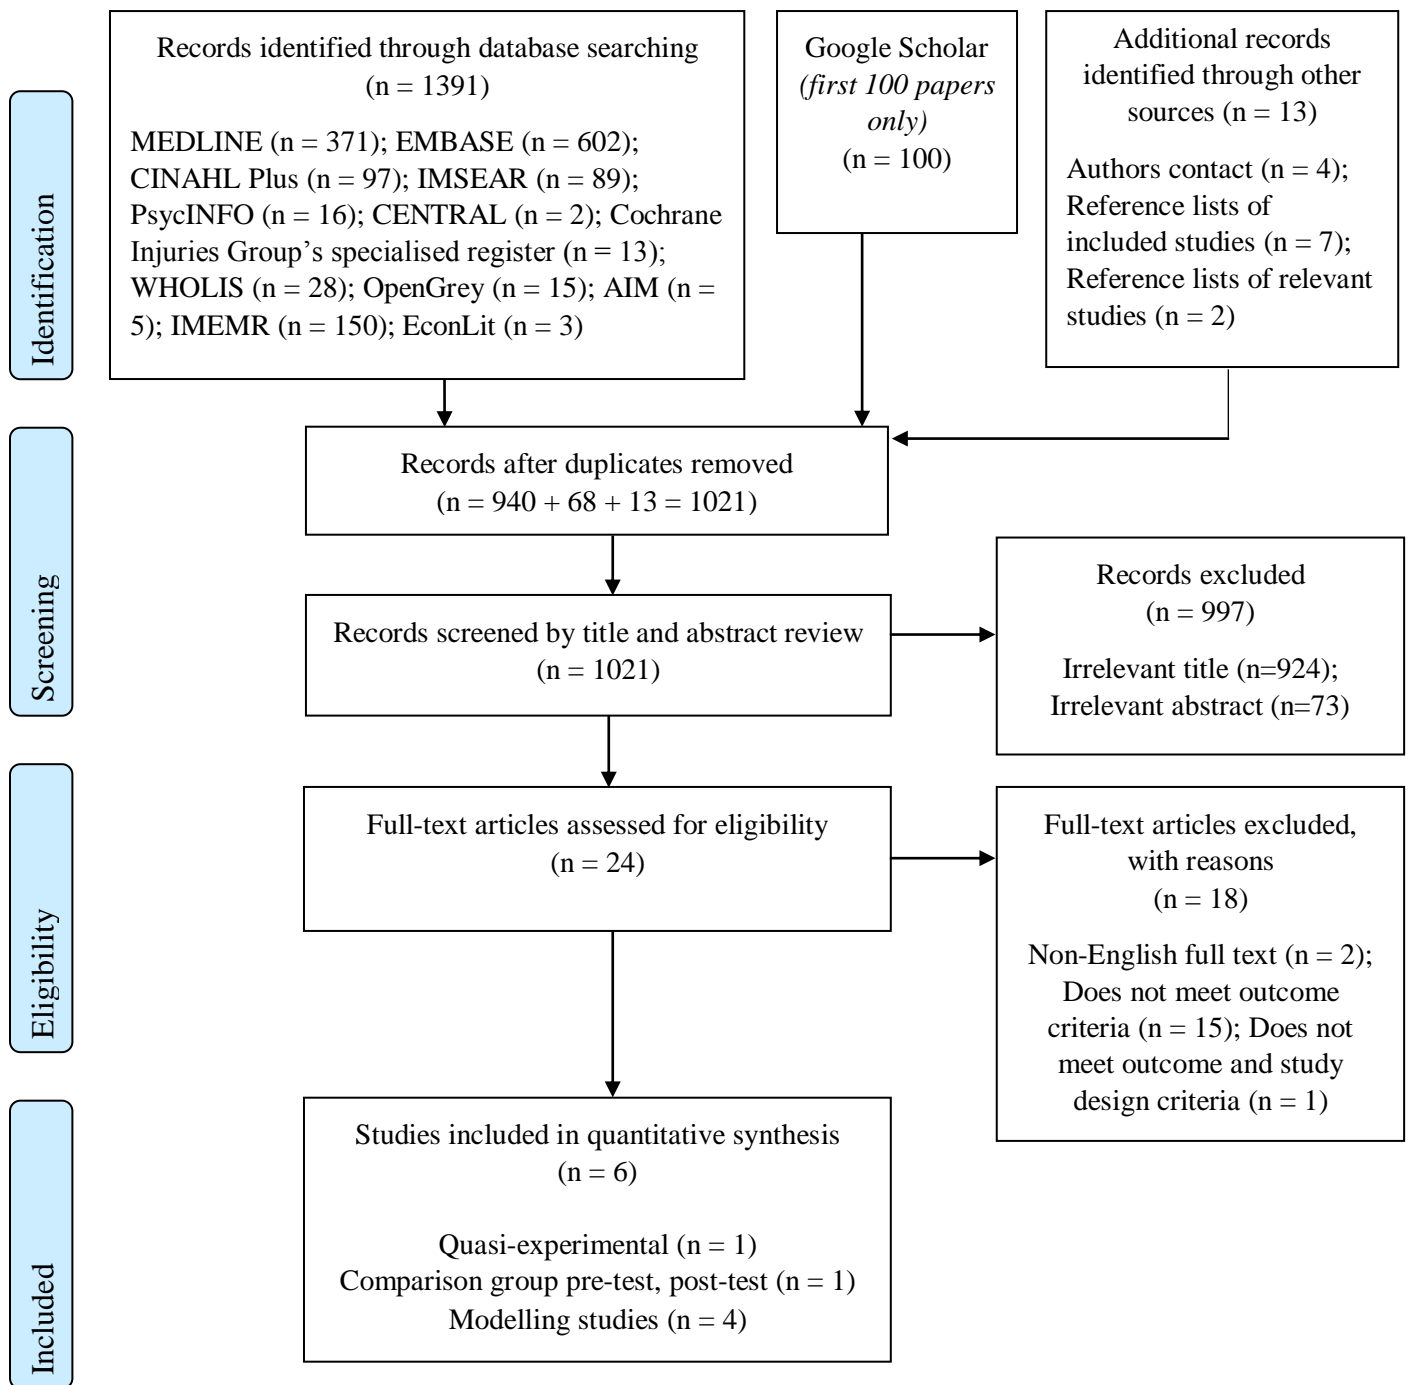 Records identified through database searching
(n = 1391)
MEDLINE (n = 371); EMBASE (n = 602);
CINAHL Plus (n = 97); IMSEAR (n = 89);
PsycINFO (n = 16); CENTRAL (n = 2); Cochrane
Injuries Group's specialised register (n = 13);
WHOLIS (n = 28); OpenGrey (n = 15); AIM (n =
5); IMEMR (n = 150); EconLit (n = 3)
Google Scholar
(first 100 papers
only)
(n = 100)
Additional records
identified through other
sources (n = 13)
Authors contact (n = 4);
Reference lists of
included studies (n = 7);
Reference lists of relevant
studies (n = 2)
Identification
Records after duplicates removed
(n = 940 + 68 + 13 = 1021)
Screening
Records screened by title and abstract review
(n = 1021)
Records excluded
(n = 997)
Irrelevant title (n=924);
Irrelevant abstract (n=73)
Eligibility
Full-text articles assessed for eligibility
(n = 24)
Full-text articles excluded,
with reasons
(n = 18)
Non-English full text (n = 2);
Does not meet outcome
criteria (n = 15); Does not
meet outcome and study
design criteria (n = 1)
Included
Studies included in quantitative synthesis
(n = 6)
Quasi-experimental (n = 1)
Comparison group pre-test, post-test (n = 1)
Modelling studies (n = 4)